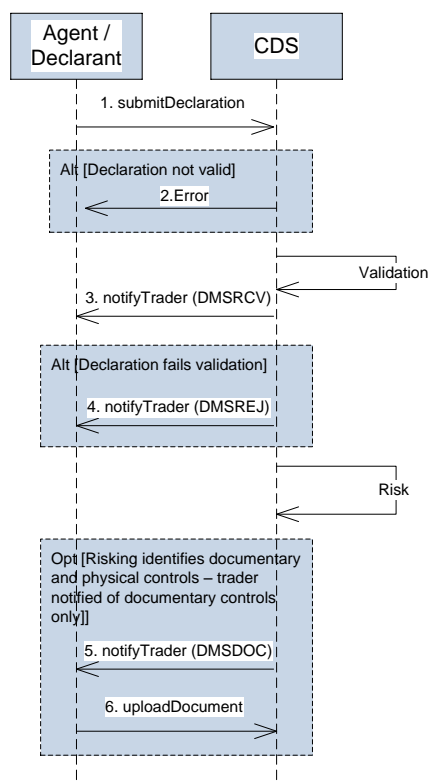 Agent /
Declarant
CDS
1. submitDeclaration
Alt [Declaration not valid]
2.Error
Validation
3. notifyTrader (DMSRCV)
Alt [Declaration fails validation]
4. notifyTrader (DMSREJ)
Risk
Opt [Risking identifies documentary
and physical controls – trader
notified of documentary controls
only]]
5. notifyTrader (DMSDOC)
6. uploadDocument